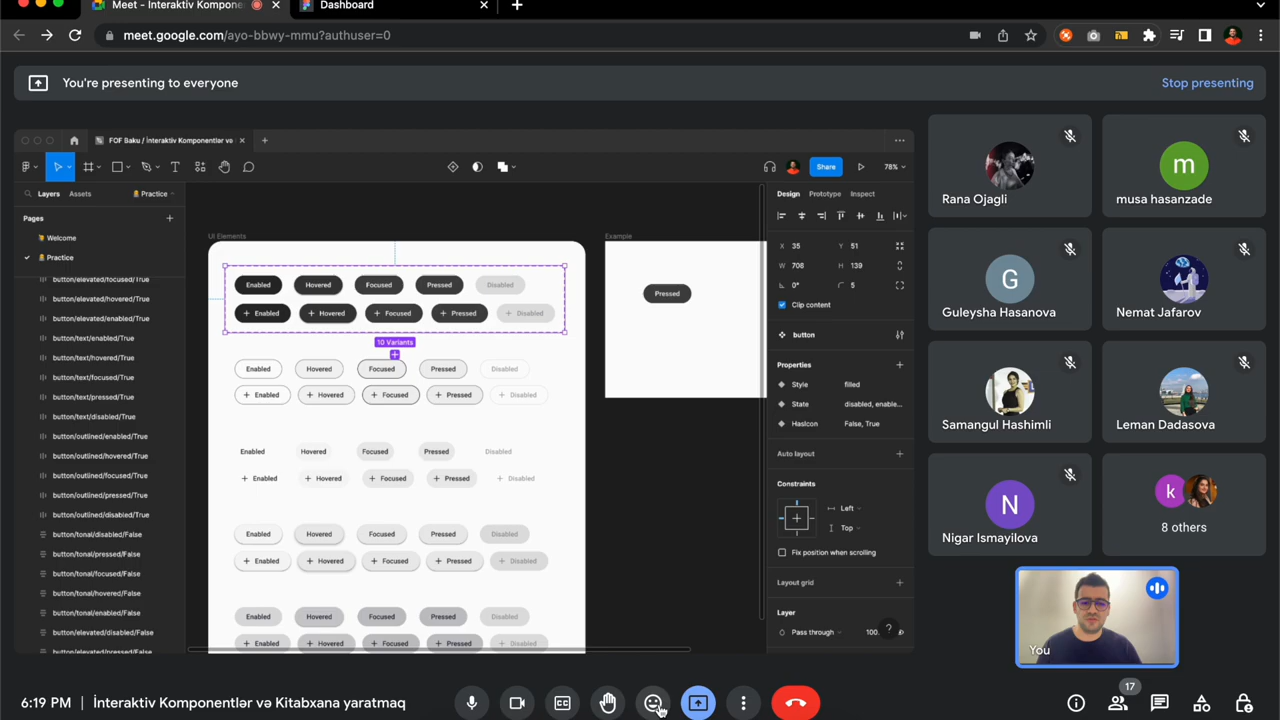 Meet - Interaktiv Komponen
Dashboard
meet.google.com/ayo-bbwy-mmu?authuser=0
You're presenting to everyone
Stop presenting
FOF Baku / İnteraktiv Komponentlər və
Share
78%
Layers
Assets
Practice
Pages
Welcome
Practice
button/elevated/focused/True
button/elevated/hovered/True
button/elevated/enabled/True
button/text/enabled/True
button/text/hovered/True
button/text/focused/True
button/text/pressed/True
button/text/disabled/True
button/outlined/enabled/True
button/outlined/hovered/True
button/outlined/focused/True
button/outlined/pressed/True
button/outlined/disabled/True
button/tonal/disabled/False
button/tonal/pressed/False
button/tonal/focused/False
button/tonal/hovered/False
button/tonal/enabled/False
button/elevated/disabled/False
button/elevated/pressed/False
UI Elements
Enabled Hovered Focused Pressed Disabled
+ Enabled + Hovered + Focused + Pressed + Disabled
10 Variants
Enabled Hovered Focused Pressed Disabled
+ Enabled + Hovered + Focused + Pressed + Disabled
Enabled Hovered Focused Pressed Disabled
+ Enabled + Hovered + Focused + Pressed + Disabled
Enabled Hovered Focused Pressed Disabled
+ Enabled + Hovered + Focused + Pressed + Disabled
Enabled Hovered Focused Pressed Disabled
+ Enabled + Hovered + Focused + Pressed + Disabled
Example
Pressed
Design Prototype Inspect
X 35 Y 51
W 708 H 139
0° 5
Clip content
button
Properties
Style filled
State disabled, enable...
HasIcon False, True
Auto layout
Constraints
Left
Top
Fix position when scrolling
Layout grid
Layer
Pass through 100
?
Rana Ojagli
m
musa hasanzade
G
Gulya Hasanova
Nemat Aslanov
Samangul Hashimli
Leman Dadasova
N
Nigar Ismayilova
k
8 others
You
17
6:19 PM
İnteraktiv Komponentlər və Kitabxana yaratmaq